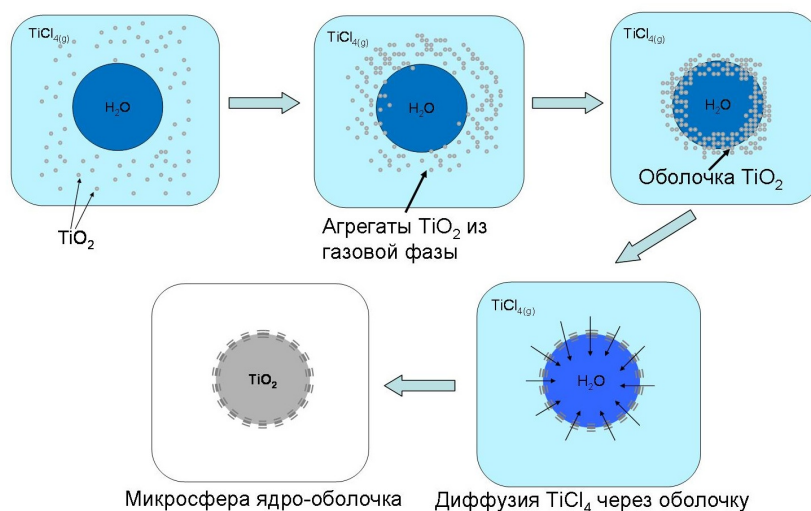 TiCl4(g)
H2O
TiO2
TiCl4(g)
H2O
Агрегаты TiO2 из
газовой фазы
TiCl4(g)
H2O
Оболочка TiO2
TiO2
Микросфера ядро-оболочка
TiCl4(g)
H2O
Диффузия TiCl4 через оболочку